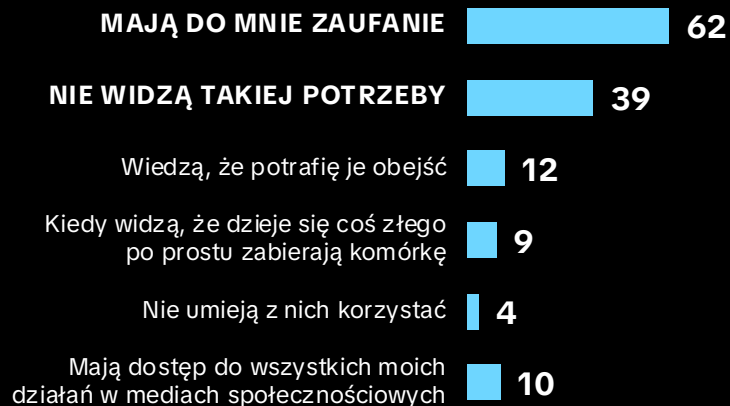 MAJĄ DO MNIE ZAUFANIE 62
NIE WIDZĄ TAKIEJ POTRZEBY 39
Wiedzą, że potrafię je obejść 12
Kiedy widzą, że dzieje się coś złego
po prostu zabierają komórkę 9
Nie umieją z nich korzystać 4
Mają dostęp do wszystkich moich
działań w mediach społecznościowych 10